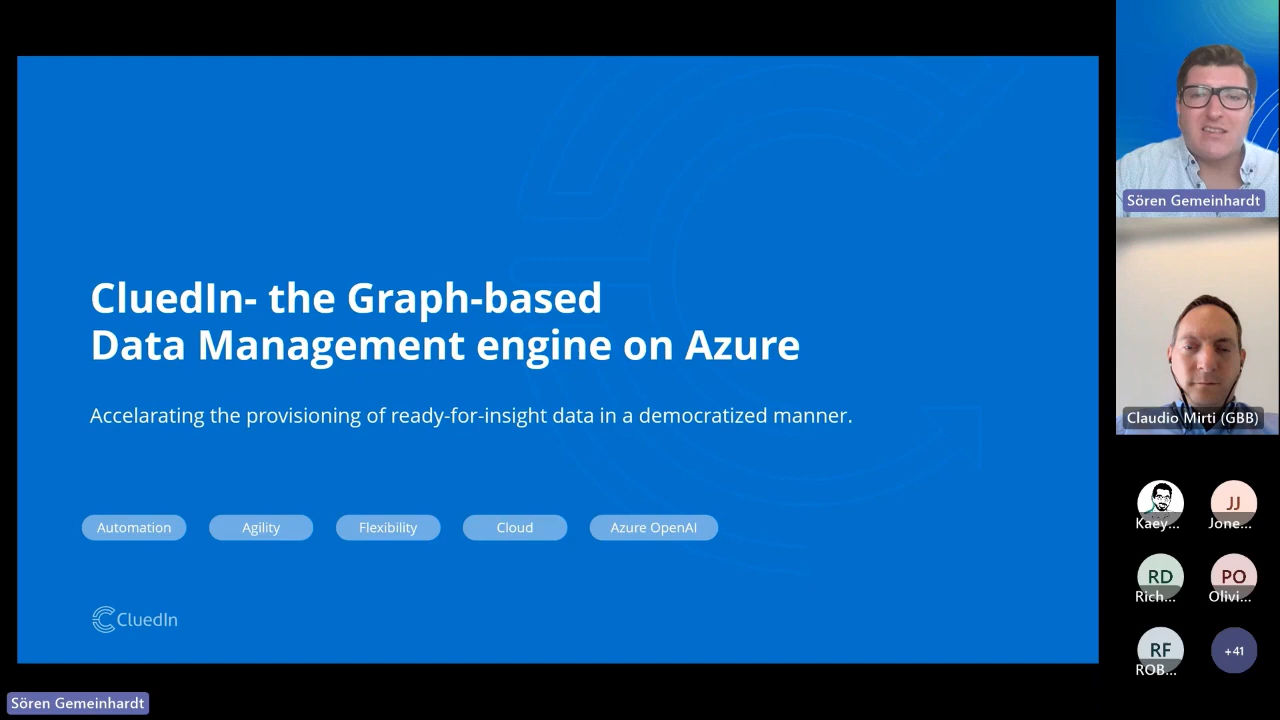 CluedIn- the Graph-based
Data Management engine on Azure
Accelarating the provisioning of ready-for-insight data in a democratized manner.
Automation
Agility
Flexibility
Cloud
Azure OpenAI
CluedIn
Sören Gemeinhardt
Sören Gemeinhardt
Claudio Mirti (GBB)
Kaey...
JJ
Jone...
RD
Rich...
PO
Olivi...
RF
ROB...
+41